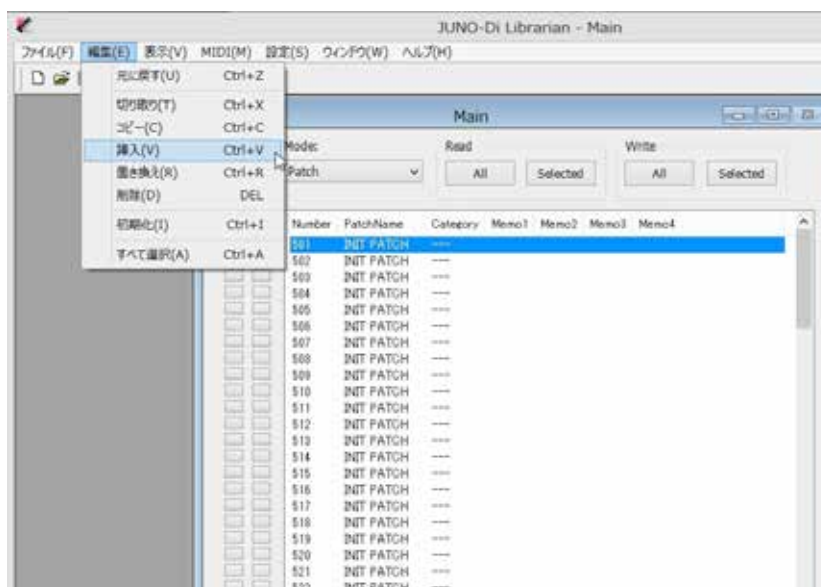 JUNO-Di Librarian - Main
ファイル(F) 編集(E) 表示(V) MIDI(M) 設定(S) ウィンドウ(W) ヘルプ(H)
元に戻す(U) Ctrl+Z
切り取り(T) Ctrl+X
コピー(C) Ctrl+C
挿入(V) Ctrl+V
置き換え(R) Ctrl+R
削除(D) DEL
初期化(I) Ctrl+I
すべて選択(A) Ctrl+A
Main
Mode: Read Write
Patch All Selected All Selected
Number PatchName Category Memo1 Memo2 Memo3 Memo4
501 INIT PATCH ---
502 INIT PATCH ---
503 INIT PATCH ---
504 INIT PATCH ---
505 INIT PATCH ---
506 INIT PATCH ---
507 INIT PATCH ---
508 INIT PATCH ---
509 INIT PATCH ---
510 INIT PATCH ---
511 INIT PATCH ---
512 INIT PATCH ---
513 INIT PATCH ---
514 INIT PATCH ---
515 INIT PATCH ---
516 INIT PATCH ---
517 INIT PATCH ---
518 INIT PATCH ---
519 INIT PATCH ---
520 INIT PATCH ---
521 INIT PATCH ---